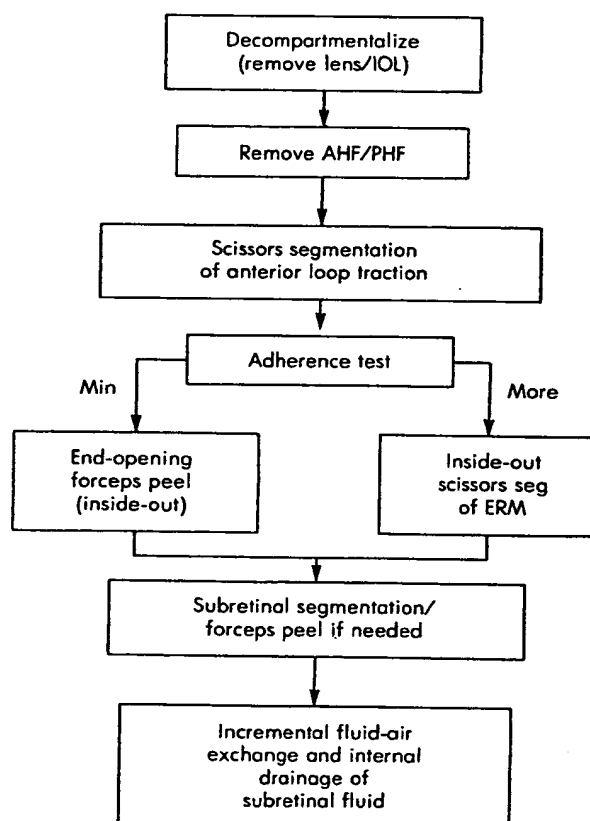 Decompartmentalize
(remove lens/IOL)
Remove AHF/PHF
Scissors segmentation
of anterior loop traction
Adherence test
Min
More
End-opening
forceps peel
(inside-out)
Inside-out
scissors seg
of ERM
Subretinal segmentation/
forceps peel if needed
Incremental fluid-air
exchange and internal
drainage of
subretinal fluid